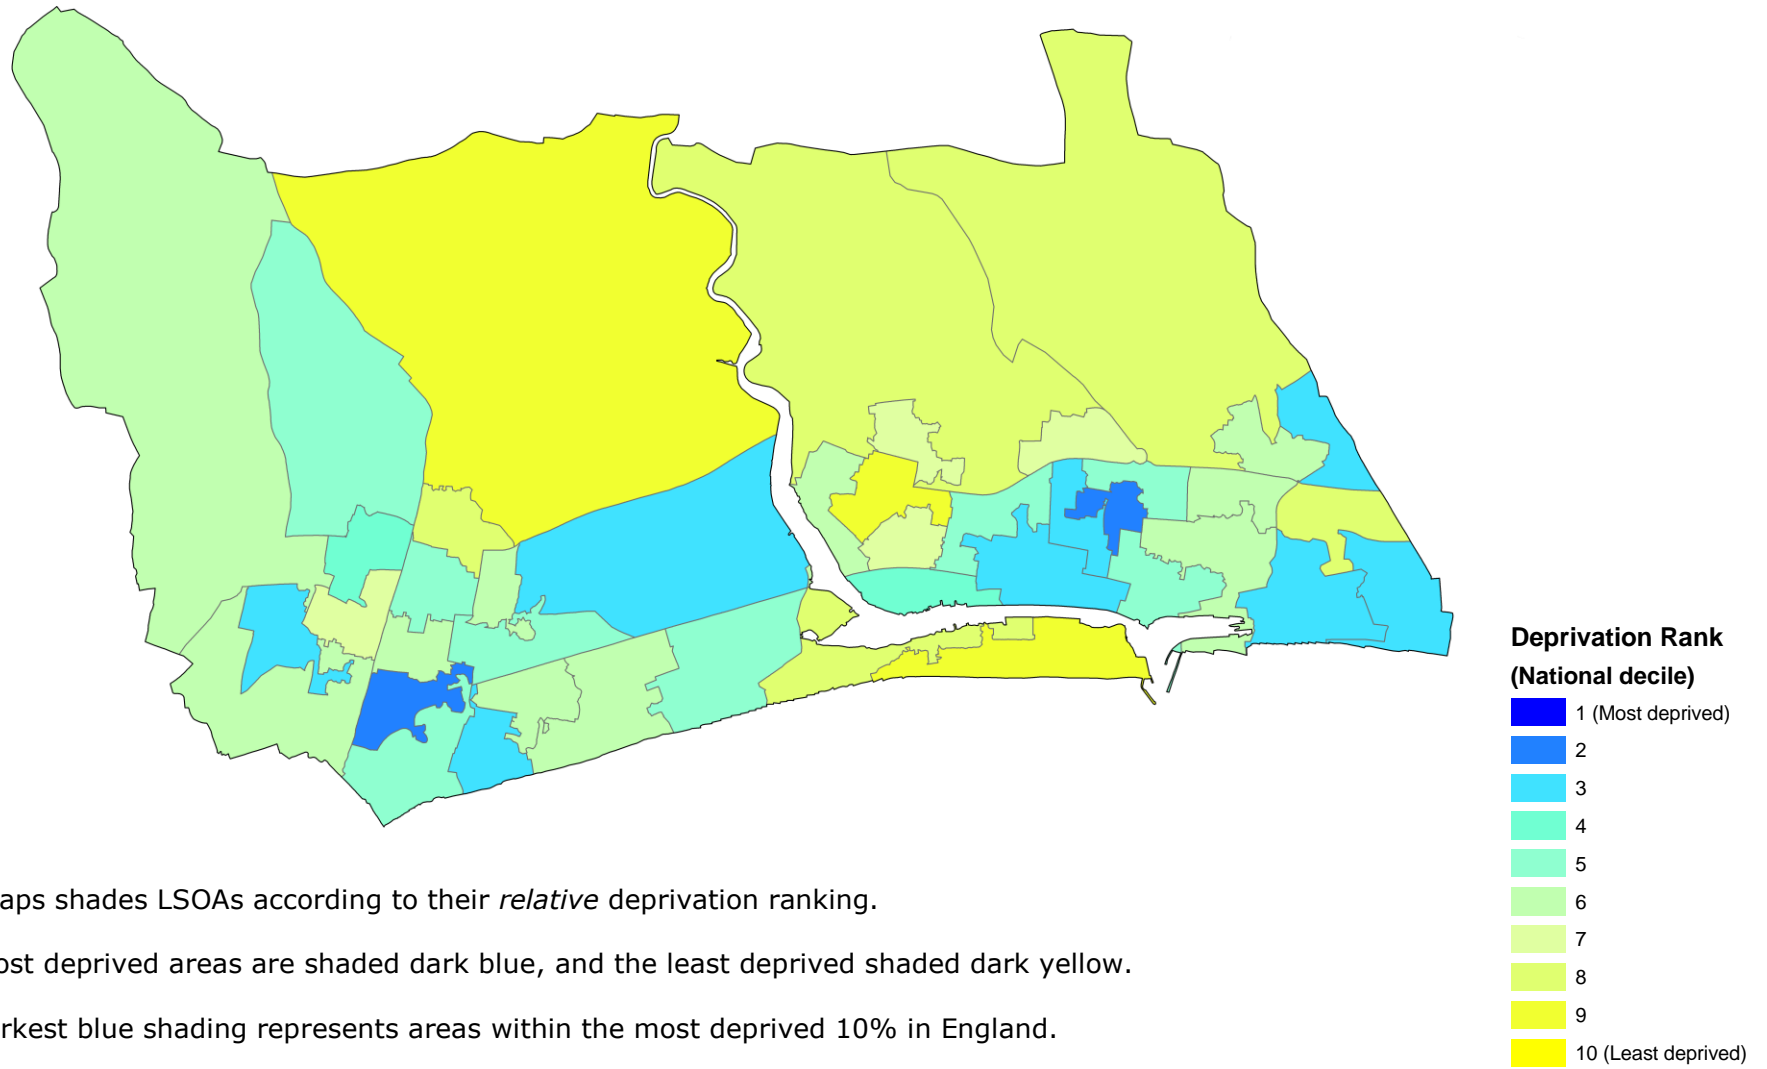 Deprivation Rank
(National decile)
1 (Most deprived)
2
3
4
5
6
7
8
9
10 (Least deprived)
aps shades LSOAs according to their relative deprivation ranking.
ost deprived areas are shaded dark blue, and the least deprived shaded dark yellow.
rkest blue shading represents areas within the most deprived 10% in England.